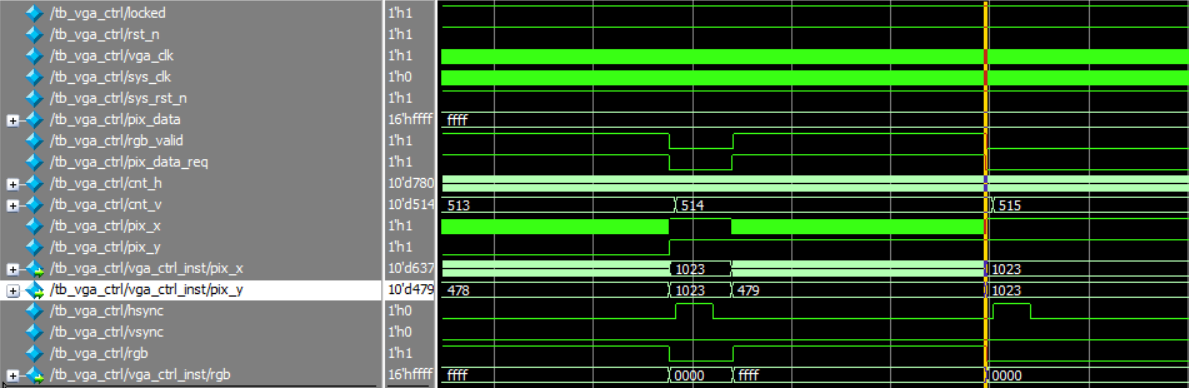 /tb_vga_ctrl/locked 1'h1
/tb_vga_ctrl/rst_n 1'h1
/tb_vga_ctrl/vga_clk 1'h1
/tb_vga_ctrl/sys_clk 1'h0
/tb_vga_ctrl/sys_rst_n 1'h1
/tb_vga_ctrl/pix_data 16'hffff ffff
/tb_vga_ctrl/rgb_valid 1'h1
/tb_vga_ctrl/pix_data_req 1'h1
/tb_vga_ctrl/cnt_h 10'd780
/tb_vga_ctrl/cnt_v 10'd514 513 514 515
/tb_vga_ctrl/pix_x 1'h1
/tb_vga_ctrl/pix_y 1'h1
/tb_vga_ctrl/vga_ctrl_inst/pix_x 10'd637 1023 1023
/tb_vga_ctrl/vga_ctrl_inst/pix_y 10'd479 478 1023 479 1023
/tb_vga_ctrl/hsync 1'h0
/tb_vga_ctrl/vsync 1'h0
/tb_vga_ctrl/rgb 1'h1
/tb_vga_ctrl/vga_ctrl_inst/rgb 16'hffff ffff 0000 ffff 0000